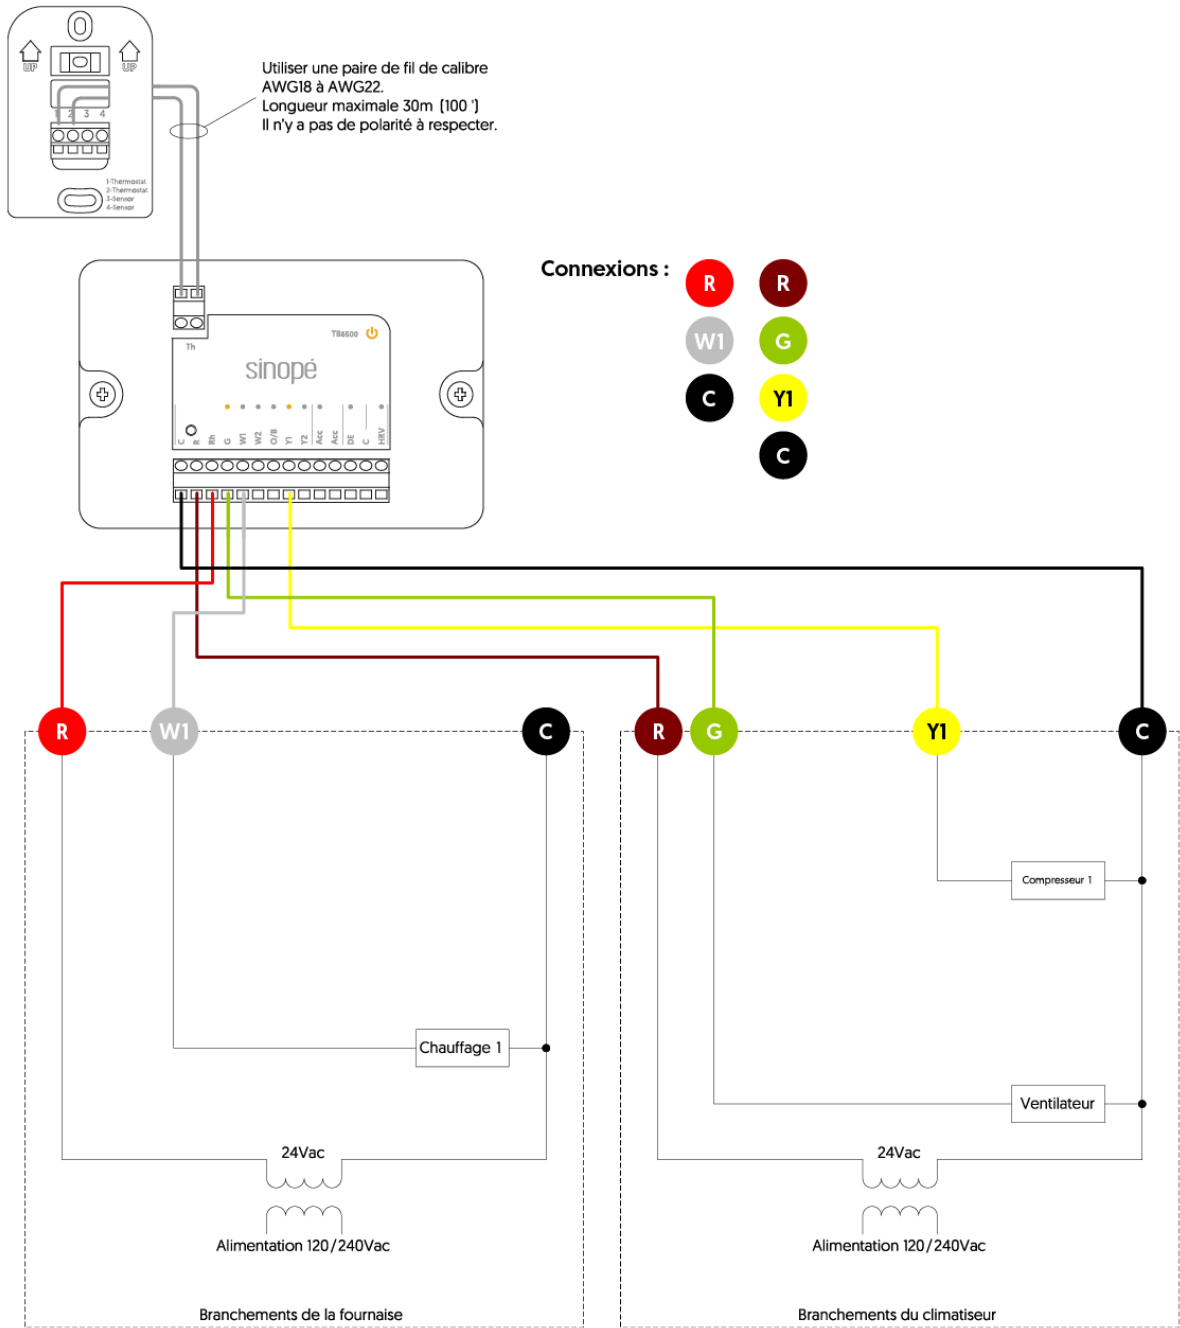 UP
UP
1 2 3 4
1-Thermostat
2-Thermostat
3-Sensor
4-Sensor
Utiliser une paire de fil de calibre
AWG18 à AWG22.
Longueur maximale 30m (100 ')
Il n'y a pas de polarité à respecter.
Connexions :
R R
W1 G
C Y1
C
Th
TB6500
sinopé
C R Rh G W1 W2 O/B Y1 Y2 Acc Acc DE C HRV
R W1 C R G Y1 C
Compresseur 1
Chauffage 1
Ventilateur
24Vac
24Vac
Alimentation 120/240Vac
Alimentation 120/240Vac
Branchements de la fournaise
Branchements du climatiseur